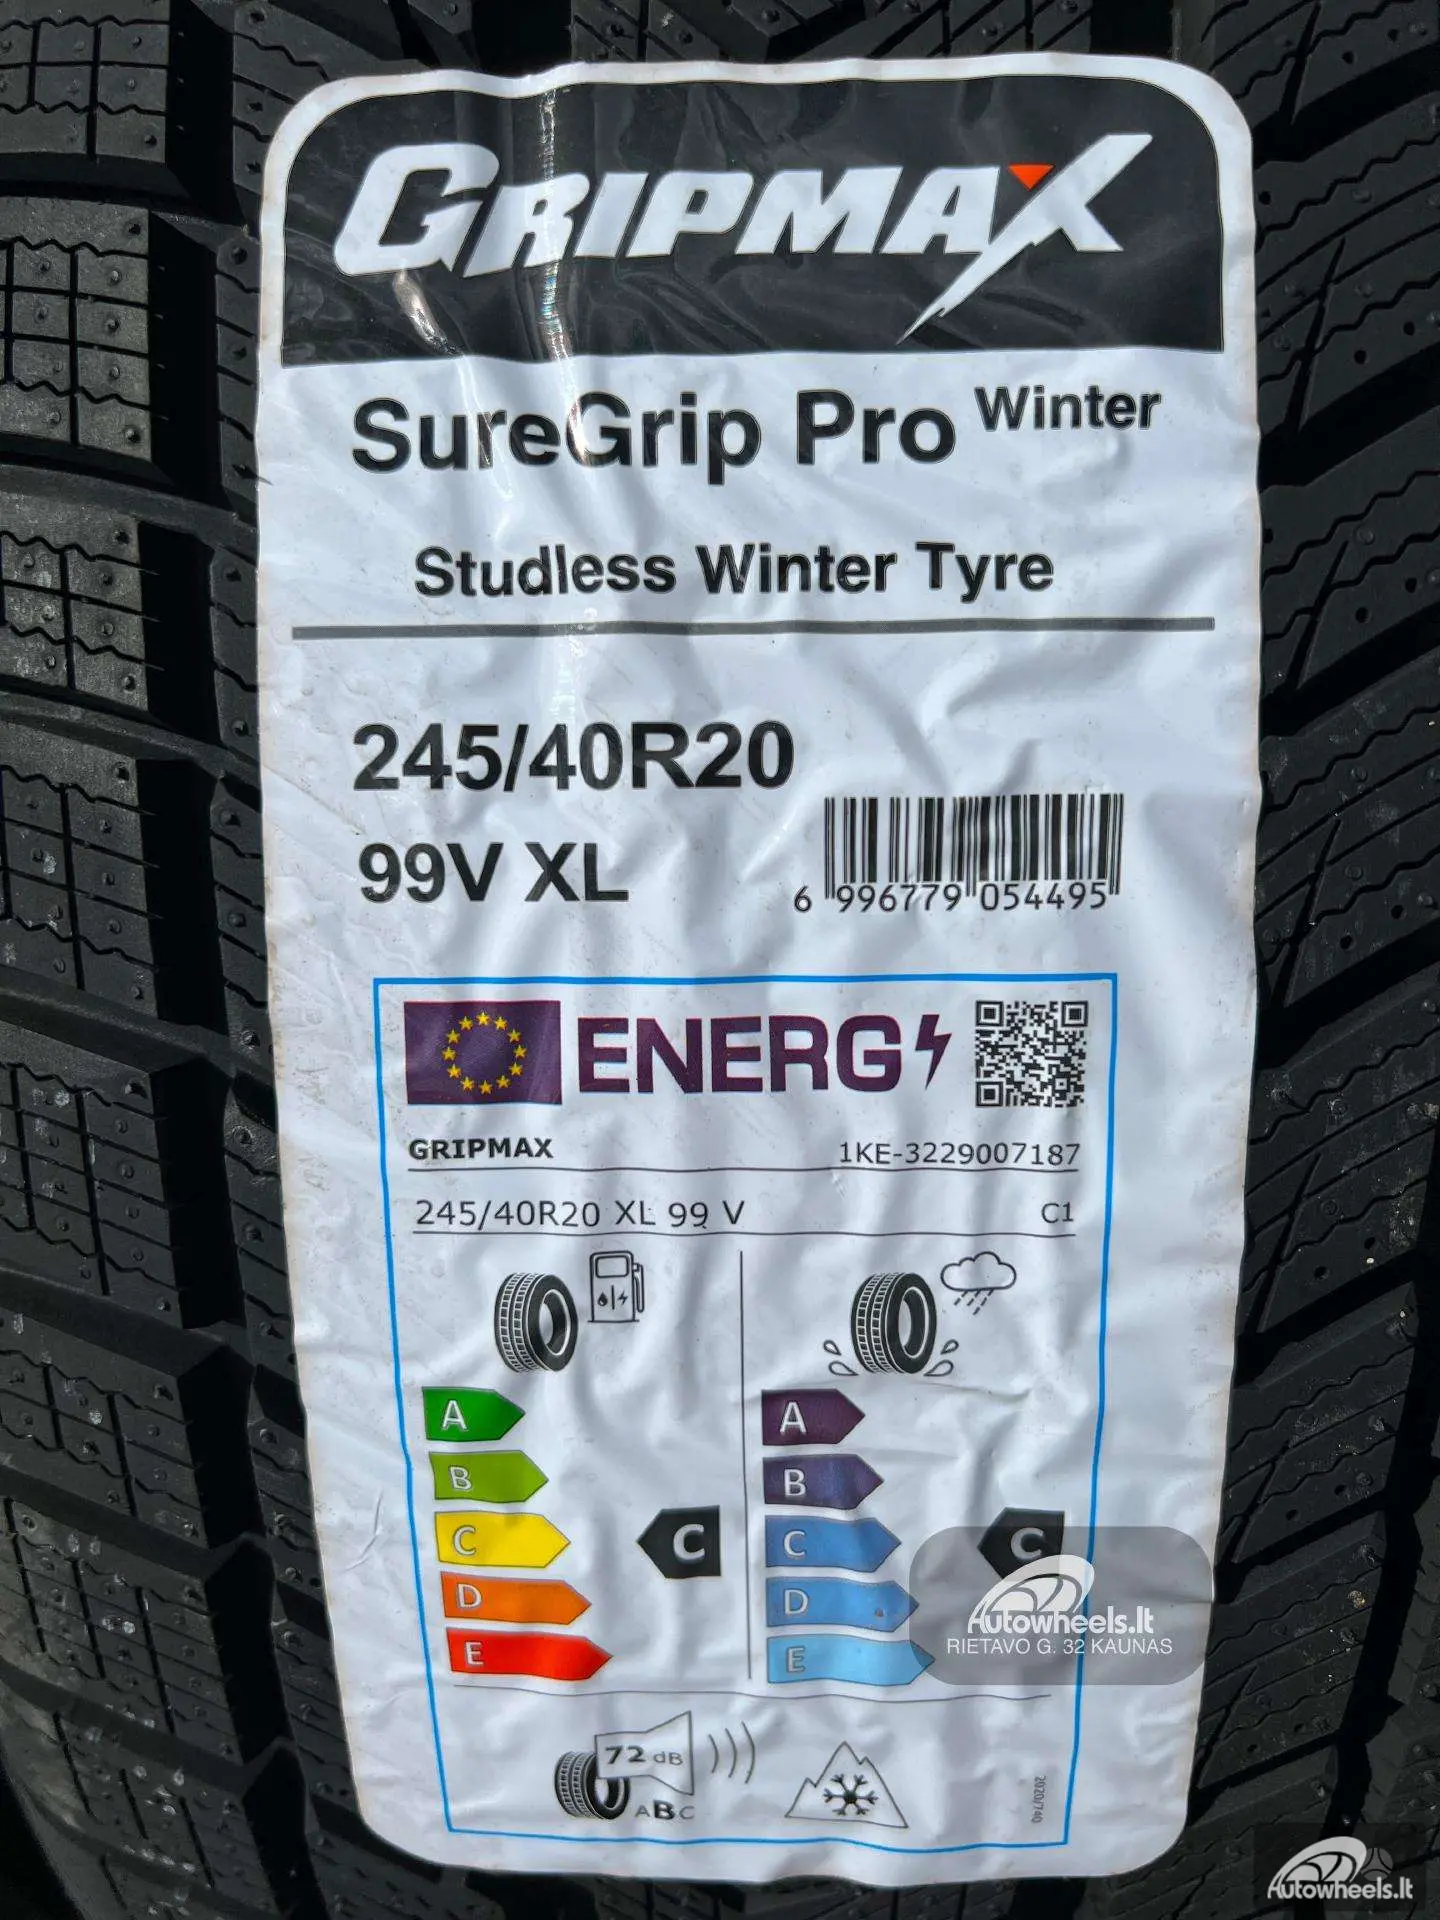 GRIPMAX
SureGrip Pro Winter
Studless Winter Tyre
245/40R20
99V XL
6 996779 054495
ENERG
GRIPMAX 1KE-3229007187
245/40R20 XL 99 V C1
A A
B B
C C C C
D D
E E
Autowheels.lt
RIETAVO G. 32 KAUNAS
72 dB
ABC
2020/740
Autowheels.lt